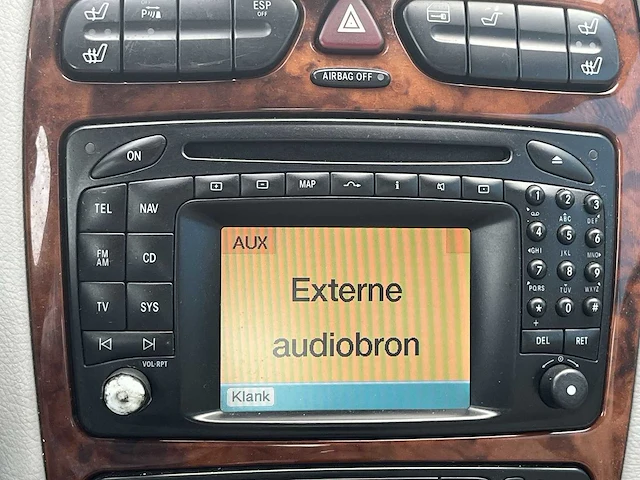 P
ESP
OFF
AIRBAG OFF
ON
MAP
i
TEL
NAV
FM
AM
CD
TV
SYS
VOL-RPT
AUX
Externe
audiobron
Klank
1
2
3
ABC
DEF
4
5
6
GHI
JKL
MNO
7
8
9
PQRS
TUV
WXYZ
*
0
#
+
DEL
RET